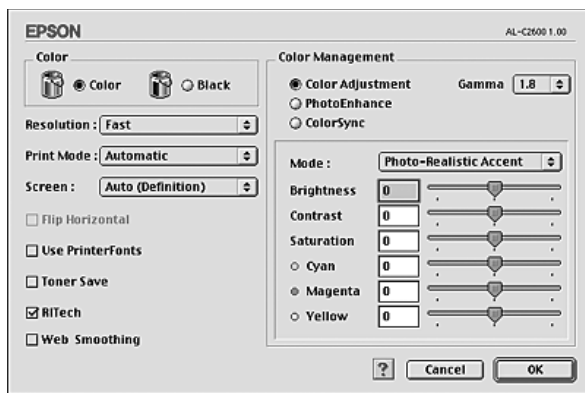 EPSON
AL-C2600 1.00
Color
Color
Black
Resolution : Fast
Print Mode : Automatic
Screen : Auto (Definition)
Flip Horizontal
Use PrinterFonts
Toner Save
RITech
Web Smoothing
Color Management
Color Adjustment
Gamma 1.8
PhotoEnhance
ColorSync
Mode : Photo-Realistic Accent
Brightness 0
Contrast 0
Saturation 0
Cyan 0
Magenta 0
Yellow 0
? Cancel OK